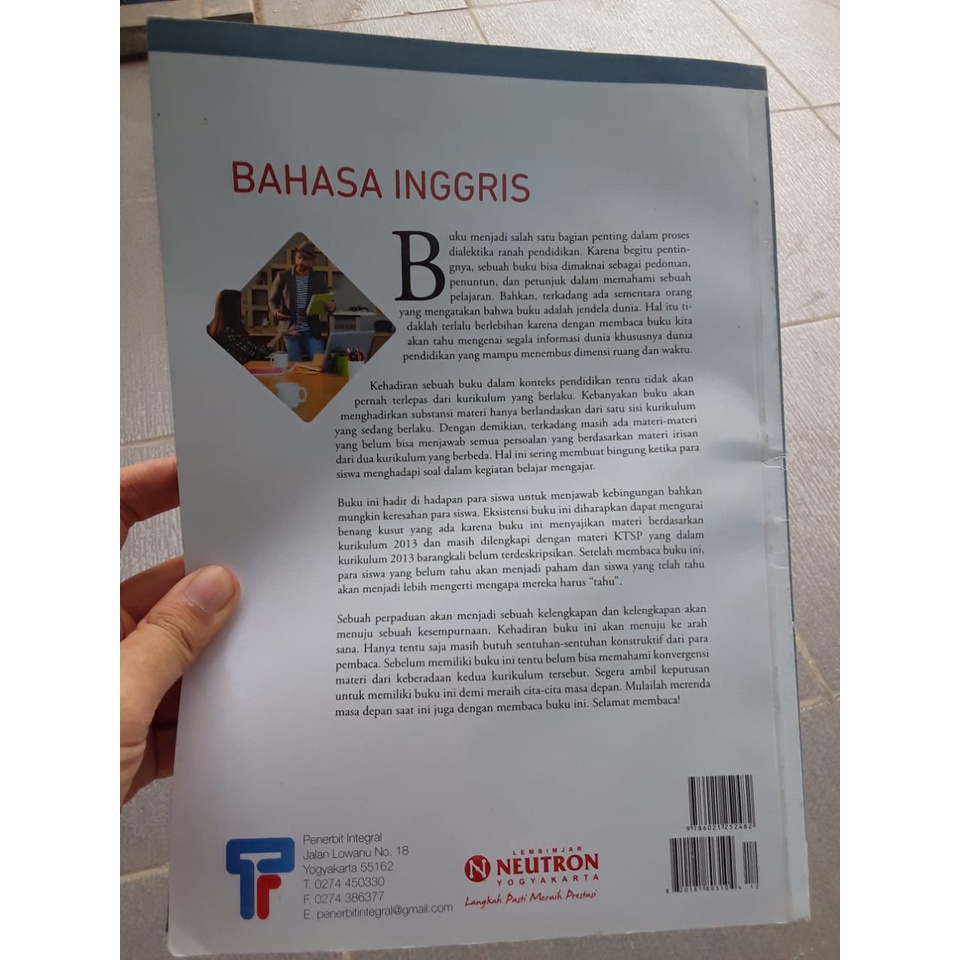 BAHASA INGGRIS
Buku menjadi salah satu bagian penting dalam proses
dialektika ranah pendidikan. Karena begitu pentin-
gnya, sebuah buku bisa dimaknai sebagai pedoman,
penuntun, dan petunjuk dalam memahami sebuah
pelajaran. Bahkan, terkadang ada sementara orang
yang mengatakan bahwa buku adalah jendela dunia. Hal itu ti-
daklah terlalu berlebihan karena dengan membaca buku kita
akan tahu mengenai segala informasi dunia khususnya dunia
pendidikan yang mampu menembus dimensi ruang dan waktu.
Kehadiran sebuah buku dalam konteks pendidikan tentu tidak akan
pernah terlepas dari kurikulum yang berlaku. Kebanyakan buku akan
menghadirkan substansi materi hanya berlandaskan dari satu sisi kurikulum
yang sedang berlaku. Dengan demikian, terkadang masih ada materi-materi
yang belum bisa menjawab semua persoalan yang berdasarkan materi irisan
dari dua kurikulum yang berbeda. Hal ini sering membuat bingung ketika para
siswa menghadapi soal dalam kegiatan belajar mengajar.
Buku ini hadir di hadapan para siswa untuk menjawab kebingungan bahkan
mungkin keresahan para siswa. Eksistensi buku ini diharapkan dapat mengurai
benang kusut yang ada karena buku ini menyajikan materi berdasarkan
kurikulum 2013 dan masih dilengkapi dengan materi KTSP yang dalam
kurikulum 2013 barangkali belum terdeskripsikan. Setelah membaca buku ini,
para siswa yang belum tahu akan menjadi paham dan siswa yang telah tahu
akan menjadi lebih mengerti mengapa mereka harus "tahu".
Sebuah perpaduan akan menjadi sebuah kelengkapan dan kelengkapan akan
menuju sebuah kesempurnaan. Kehadiran buku ini akan menuju ke arah
sana. Hanya tentu saja masih butuh sentuhan-sentuhan konstruktif dari para
pembaca. Sebelum memiliki buku ini tentu belum bisa memahami konvergensi
materi dari keberadaan kedua kurikulum tersebut. Segera ambil keputusan
untuk memiliki buku ini demi meraih cita-cita masa depan. Mulailah merenda
masa depan saat ini juga dengan membaca buku ini. Selamat membaca!
9786021252482
Penerbit Integral
Jalan Lowanu No. 18
Yogyakarta 55162
T. 0274 450330
F. 0274 386377
E. penerbitintegral@gmail.com
LEMBIMJAR
N NEUTRON
YOGYAKARTA
Langkah Pasti Meraih Prestasi